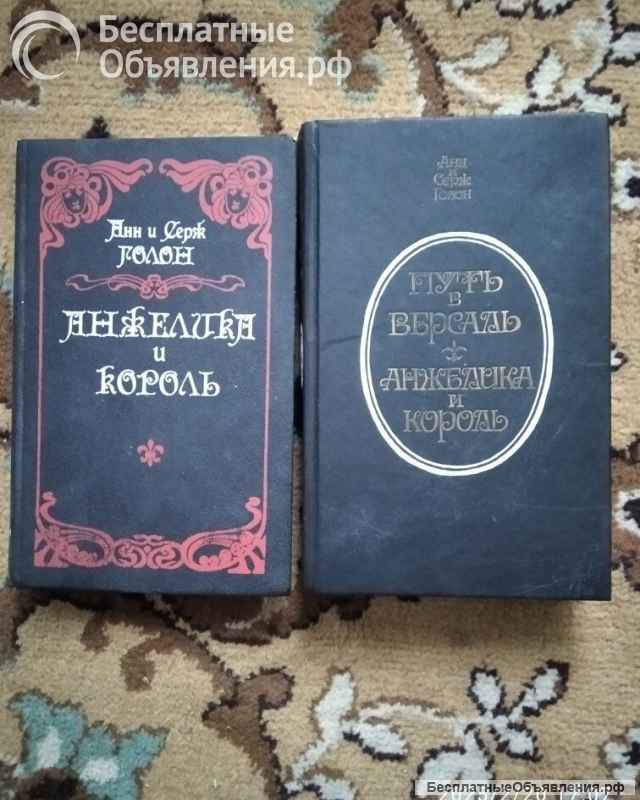 Бесплатные
Объявления.рф
Анн и Серж
ГОЛОН
АНЖЕЛИКА
и
КОРОЛЬ
Анн
и
Серж
Голон
ПУТЬ
В
ВЕРСАЛЬ
АНЖЕЛИКА
И
КОРОЛЬ
БесплатныеОбъявления.рф